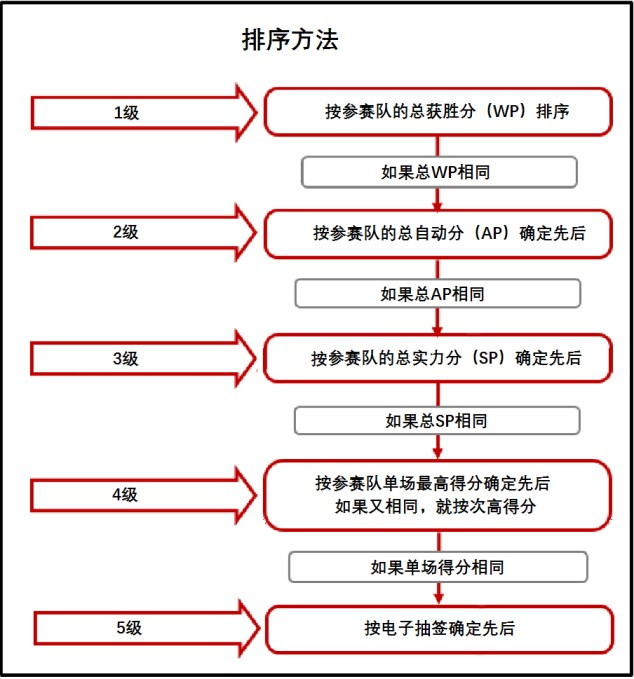 排序方法
1级
按参赛队的总获胜分（WP）排序
如果总WP相同
2级
按参赛队的总自动分（AP）确定先后
如果总AP相同
3级
按参赛队的总实力分（SP）确定先后
如果总SP相同
4级
按参赛队单场最高得分确定先后
如果又相同，就按次高得分
如果单场得分相同
5级
按电子抽签确定先后